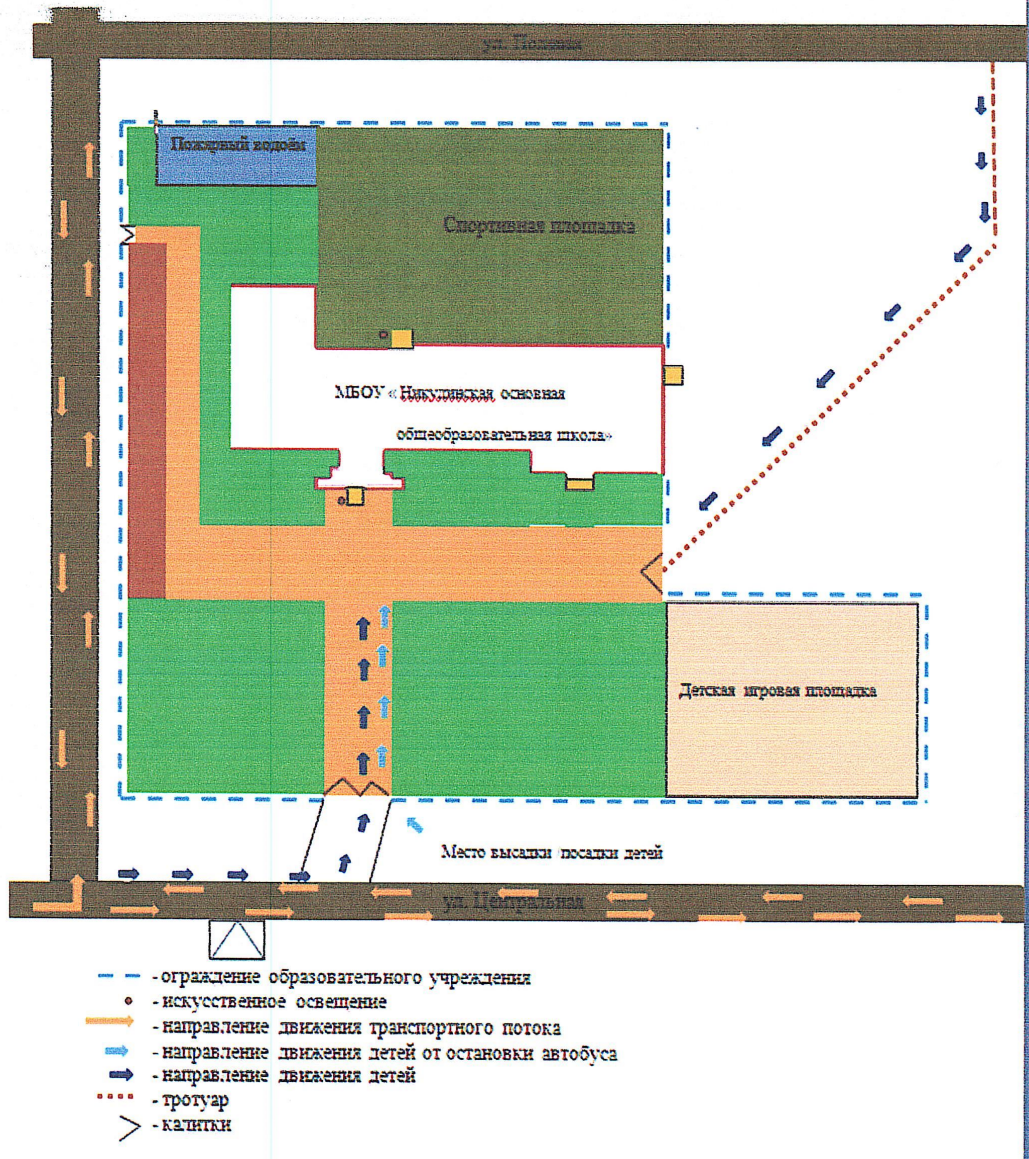 ул. Полевая
Пожарный водоём
Спортивная площадка
МБОУ « Никулинская основная
общеобразовательная школа»
Детская игровая площадка
Место высадки/посадки детей
ул. Центральная
- ограждение образовательного учреждения
- искусственное освещение
- направление движения транспортного потока
- направление движения детей от остановки автобуса
- направление движения детей
- тротуар
- калитки